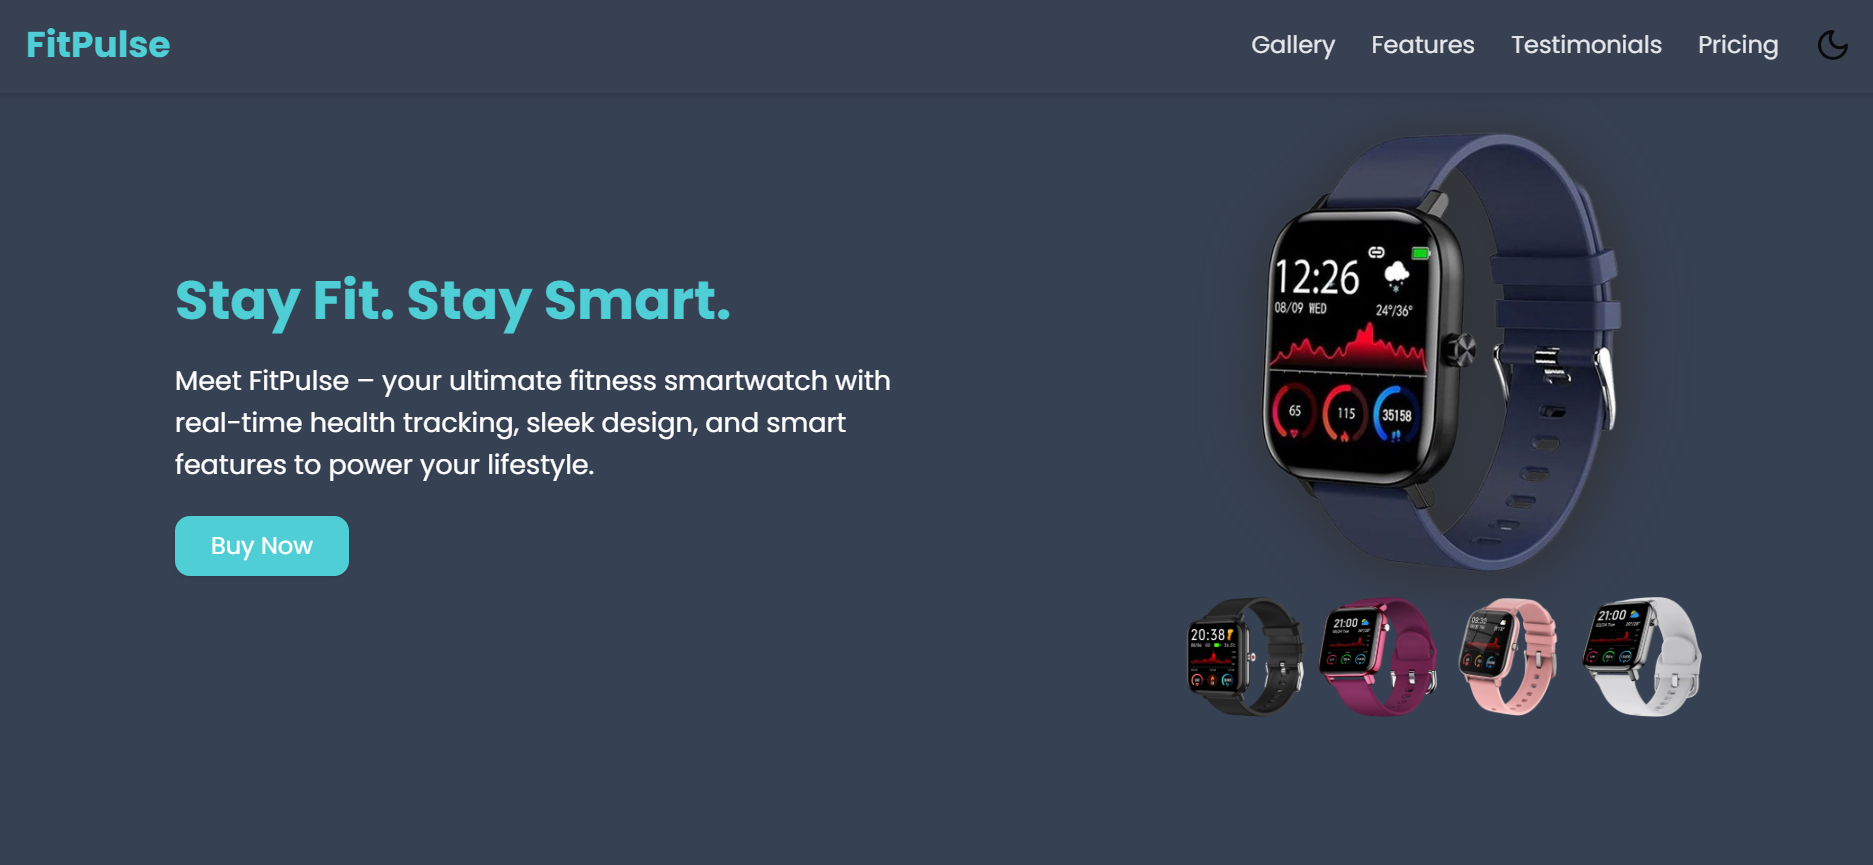 FitPulse
Gallery Features Testimonials Pricing
Stay Fit. Stay Smart.
Meet FitPulse – your ultimate fitness smartwatch with
real-time health tracking, sleek design, and smart
features to power your lifestyle.
Buy Now
12:26
08/09 WED 24°/36°
65 115 35158
20:38
21:00
09:30
21:00